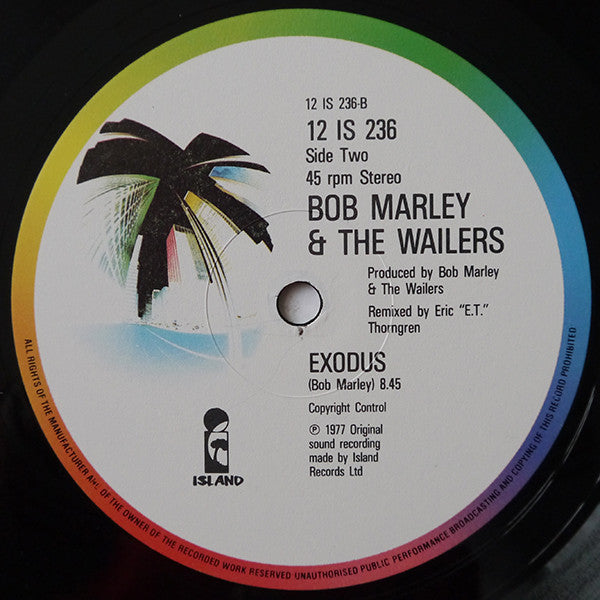 12 IS 236-B
12 IS 236
Side Two
45 rpm Stereo
BOB MARLEY
& THE WAILERS
Produced by Bob Marley
& The Wailers
Remixed by Eric "E.T."
Thorngren
EXODUS
(Bob Marley) 8.45
Copyright Control
℗ 1977 Original
sound recording
made by Island
Records Ltd
ISLAND
ALL RIGHTS OF THE MANUFACTURER AND OF THE OWNER OF THE RECORDED WORK RESERVED UNAUTHORISED PUBLIC PERFORMANCE BROADCASTING AND COPYING OF THIS RECORD PROHIBITED